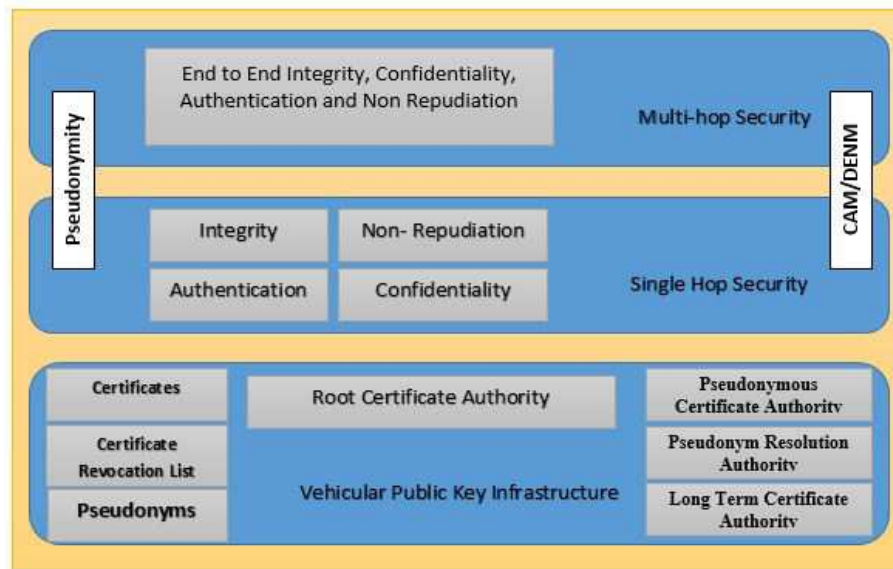 End to End Integrity, Confidentiality,
Authentication and Non Repudiation
Multi-hop Security
Pseudonymity
CAM/DENM
Integrity
Non- Repudiation
Authentication
Confidentiality
Single Hop Security
Certificates
Root Certificate Authority
Pseudonymous
Certificate Authority
Certificate
Revocation List
Pseudonym Resolution
Authority
Pseudonyms
Vehicular Public Key Infrastructure
Long Term Certificate
Authority